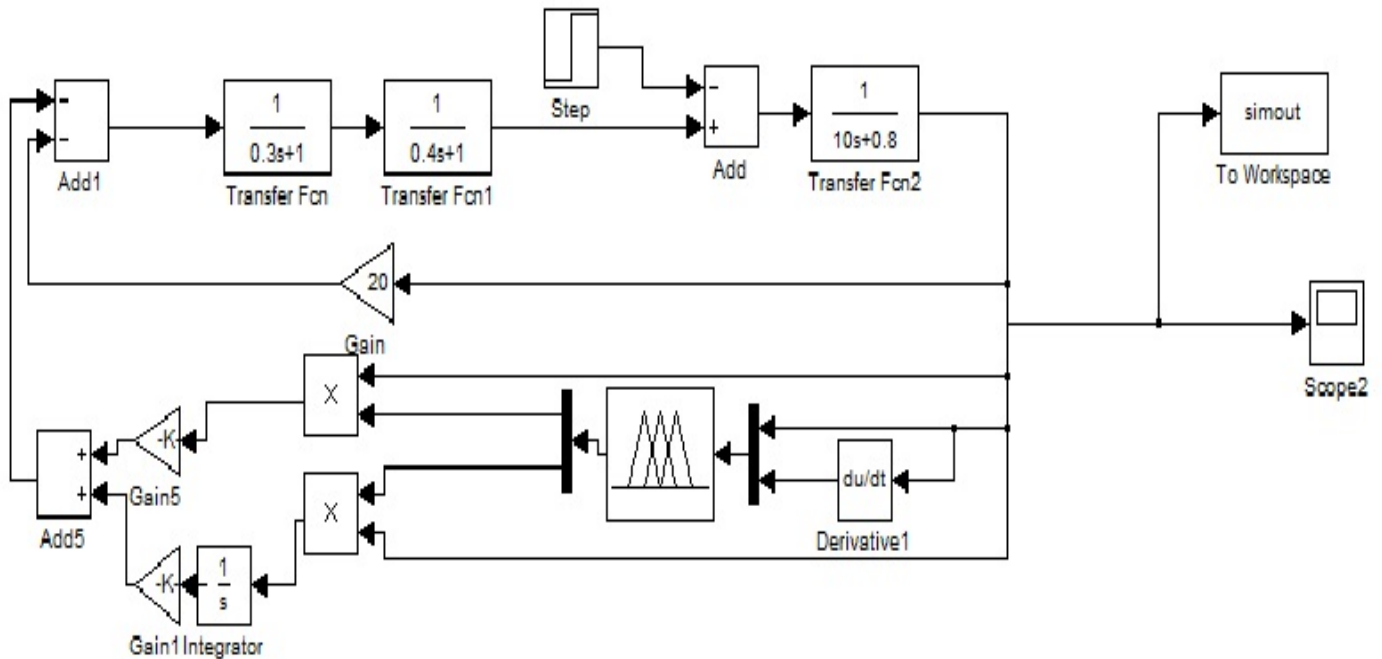 Step
-
-
Add1
1
0.3s+1
Transfer Fcn
1
0.4s+1
Transfer Fcn1
-
+
Add
1
10s+0.8
Transfer Fcn2
simout
To Workspace
20
Gain
Scope2
X
-K-
Gain5
+
+
Add5
X
du/dt
Derivative1
-K-
Gain1
1
s
Integrator